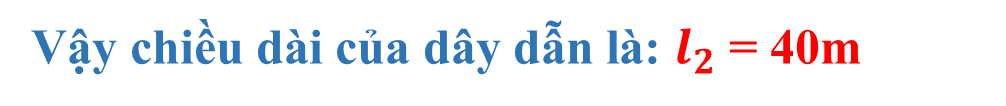 Vậy chiều dài của dây dẫn là: l₂ = 40m